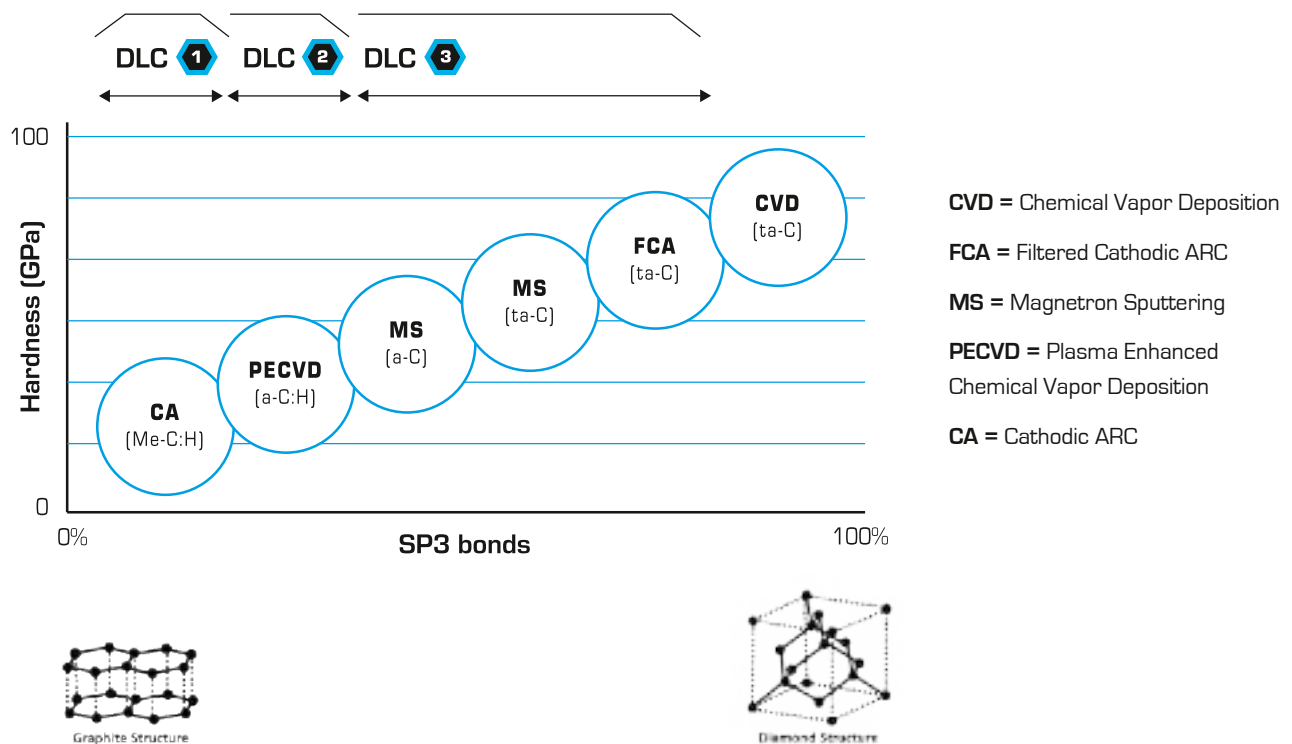 DLC 1 DLC 2 DLC 3
100
Hardness (GPa)
0
0%
SP3 bonds
100%
CA
(Me-C:H)
PECVD
(a-C:H)
MS
(a-C)
MS
(ta-C)
FCA
(ta-C)
CVD
(ta-C)
CVD = Chemical Vapor Deposition
FCA = Filtered Cathodic ARC
MS = Magnetron Sputtering
PECVD = Plasma Enhanced
Chemical Vapor Deposition
CA = Cathodic ARC
Graphite Structure
Diamond Structure